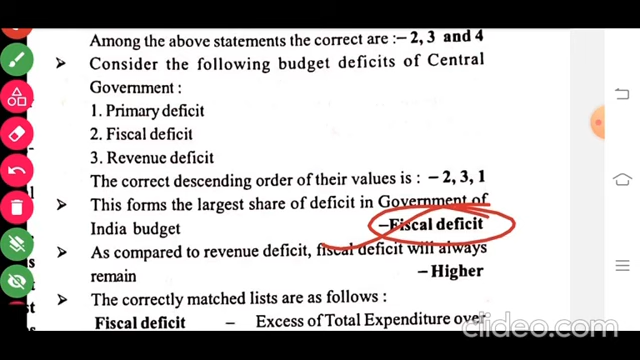 Among the above statements the correct are :– 2, 3 and 4
➤ Consider the following budget deficits of Central
Government :
1. Primary deficit
2. Fiscal deficit
3. Revenue deficit
The correct descending order of their values is : – 2, 3, 1
➤ This forms the largest share of deficit in Government of
India budget –Fiscal deficit
➤ As compared to revenue deficit, fiscal deficit will always
remain – Higher
➤ The correctly matched lists are as follows :
Fiscal deficit – Excess of Total Expenditure over
clideo.com